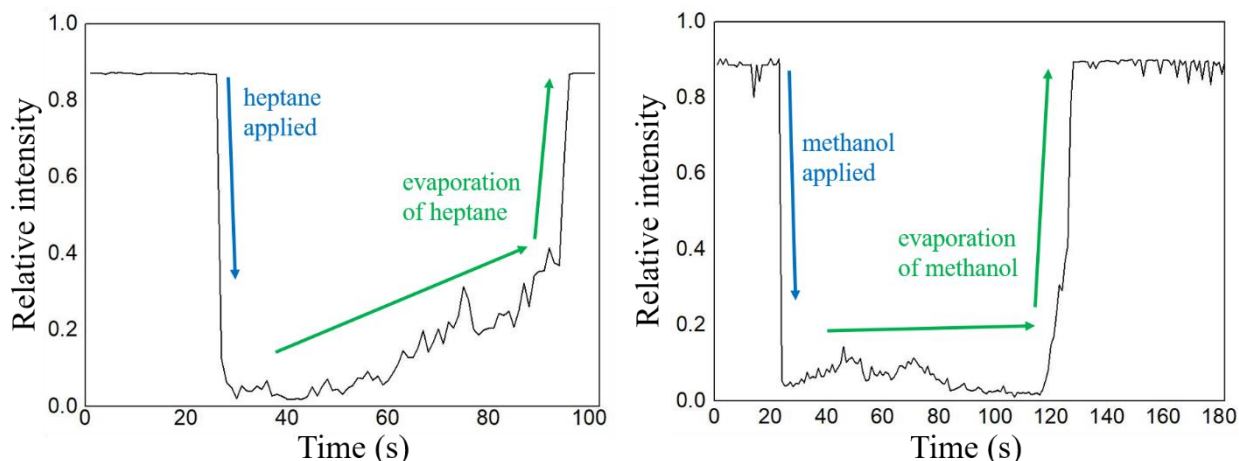 Relative intensity
1.0
0.8
0.6
0.4
0.2
0.0
heptane
applied
evaporation
of heptane
0
20
40
60
80
100
Time (s)
Relative intensity
1.0
0.8
0.6
0.4
0.2
0.0
methanol
applied
evaporation
of methanol
0
20
40
60
80
100
120
140
160
180
Time (s)